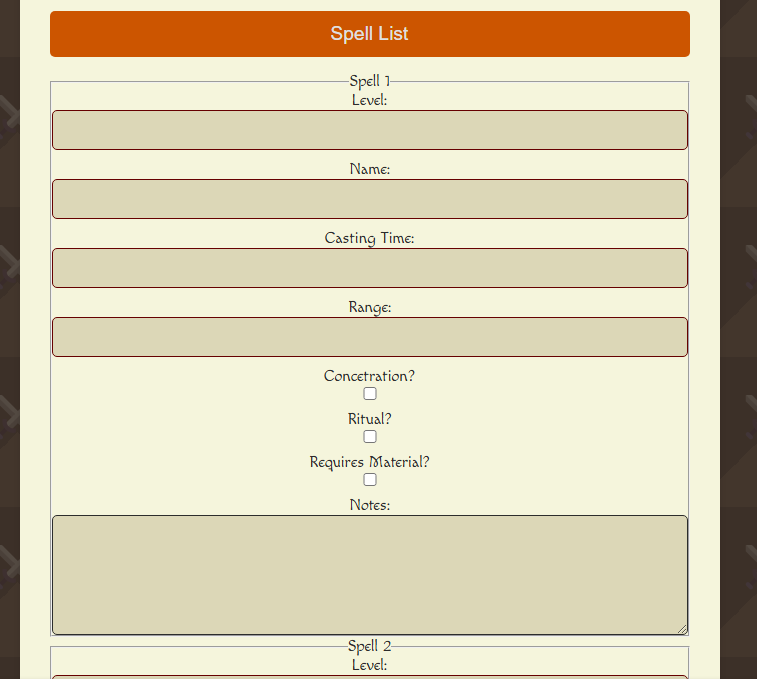 Spell List
Spell 1
Level:
Name:
Casting Time:
Range:
Concetration?
Ritual?
Requires Material?
Notes:
Spell 2
Level: